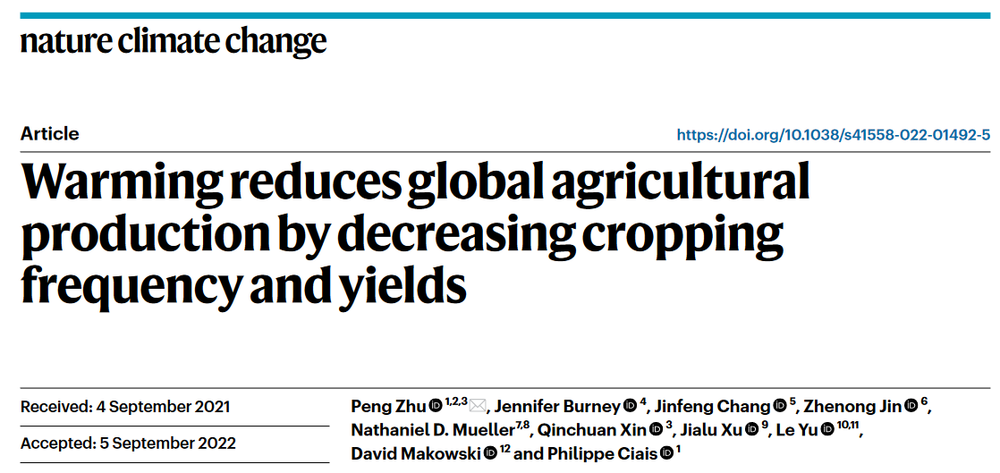 nature climate change
Article
https://doi.org/10.1038/s41558-022-01492-5
Warming reduces global agricultural
production by decreasing cropping
frequency and yields
Received: 4 September 2021
Accepted: 5 September 2022
Peng Zhu 1,2,3, Jennifer Burney 4, Jinfeng Chang 5, Zhenong Jin 6,
Nathaniel D. Mueller7,8, Qinchuan Xin 3, Jialu Xu 9, Le Yu 10,11,
David Makowski 12 and Philippe Ciais 1